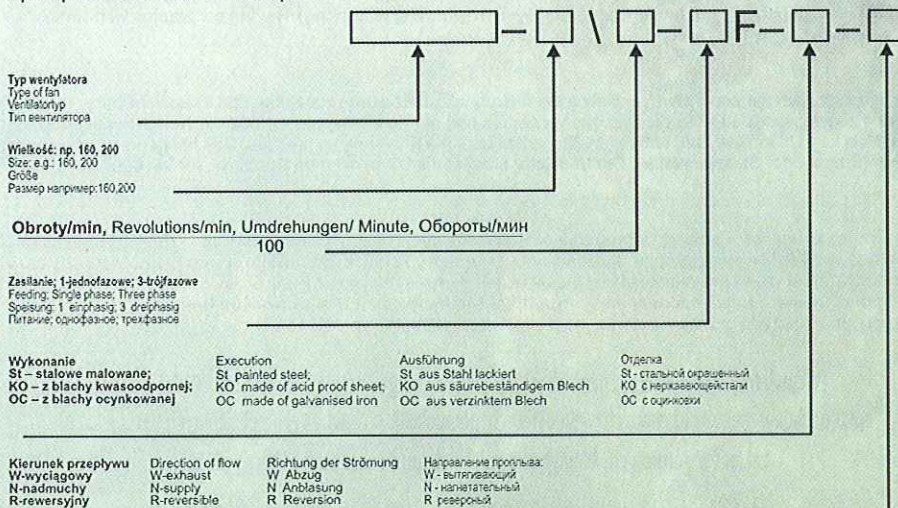 – \ – F – –
Typ wentylatora
Type of fan
Ventilatortyp
Тип вентилятора
Wielkość: np. 160, 200
Size: e.g.: 160, 200
Größe
Размер например:160,200
Obroty/min, Revolutions/min, Umdrehungen/ Minute, Обороты/мин
100
Zasilanie; 1-jednofazowe; 3-trójfazowe
Feeding; Single phase; Three phase
Speisung: 1 einphasig; 3 dreiphasig
Питание; однофазное; трехфазное
Wykonanie
St – stalowe malowane;
KO – z blachy kwasoodpornej;
OC – z blachy ocynkowanej
Execution
St painted steel;
KO made of acid proof sheet;
OC made of galvanised iron
Ausführung
St aus Stahl lackiert
KO aus säurebeständigem Blech
OC aus verzinktem Blech
Отделка
St - стальной окрашенный
KO с нержавеющейстали
OC с оцинковки
Kierunek przepływu
W-wyciągowy
N-nadmuchy
R-rewersyjny
Direction of flow
W-exhaust
N-supply
R-reversible
Richtung der Strömung
W Abzug
N Anblasung
R Reversion
Направление проплыва:
W - вытягивающий
N - нагнетательный
R реверсный